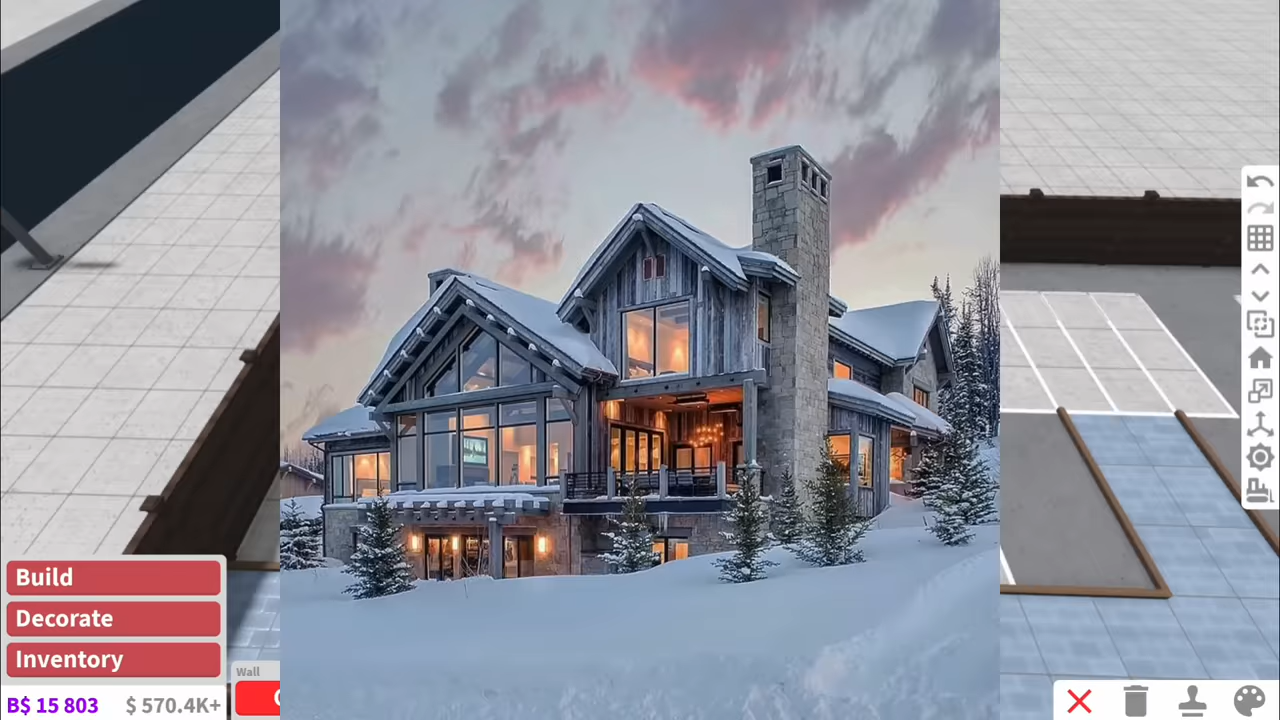 Build
Decorate
Inventory
Wall
B$ 15 803
$ 570.4K+